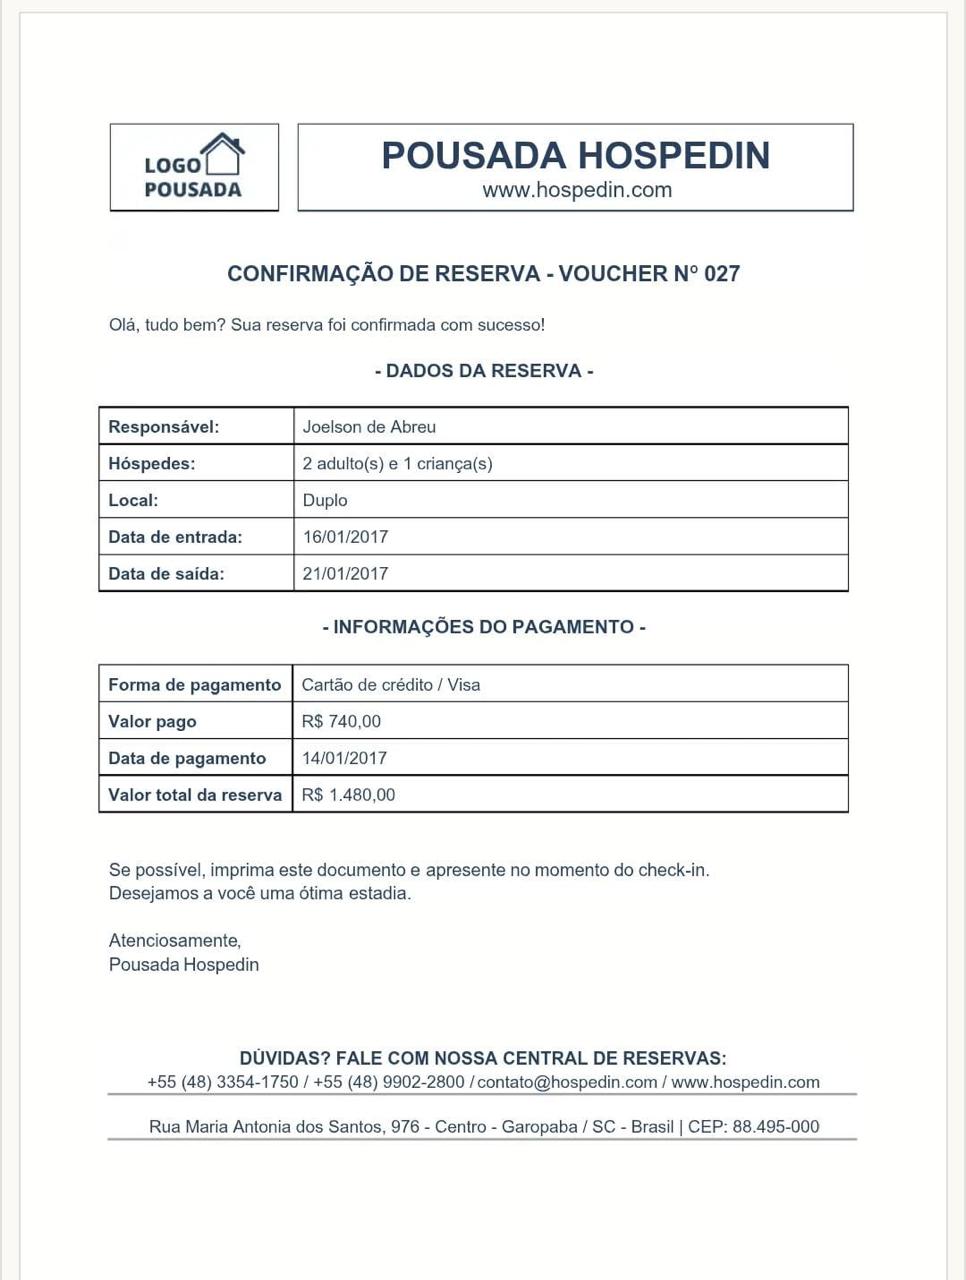 LOGO
POUSADA
POUSADA HOSPEDIN
www.hospedin.com
CONFIRMAÇÃO DE RESERVA - VOUCHER Nº 027
Olá, tudo bem? Sua reserva foi confirmada com sucesso!
- DADOS DA RESERVA -
Responsável: Joelson de Abreu
Hóspedes: 2 adulto(s) e 1 criança(s)
Local: Duplo
Data de entrada: 16/01/2017
Data de saída: 21/01/2017
- INFORMAÇÕES DO PAGAMENTO -
Forma de pagamento Cartão de crédito / Visa
Valor pago R$ 740,00
Data de pagamento 14/01/2017
Valor total da reserva R$ 1.480,00
Se possível, imprima este documento e apresente no momento do check-in.
Desejamos a você uma ótima estadia.
Atenciosamente,
Pousada Hospedin
DÚVIDAS? FALE COM NOSSA CENTRAL DE RESERVAS:
+55 (48) 3354-1750 / +55 (48) 9902-2800 / contato@hospedin.com / www.hospedin.com
Rua Maria Antonia dos Santos, 976 - Centro - Garopaba / SC - Brasil | CEP: 88.495-000